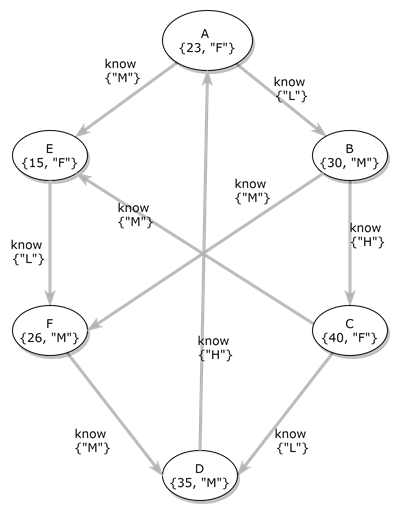 A
{23, "F"}
know
{"M"}
know
{"L"}
E
{15, "F"}
B
{30, "M"}
know
{"M"}
know
{"M"}
know
{"L"}
know
{"H"}
F
{26, "M"}
C
{40, "F"}
know
{"H"}
know
{"M"}
know
{"L"}
D
{35, "M"}